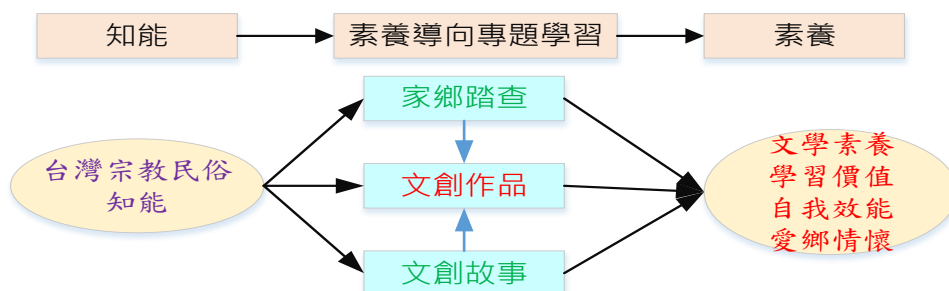 知能
素養導向專題學習
素養
家鄉踏查
台灣宗教民俗
知能
文創作品
文創故事
文學素養
學習價值
自我效能
愛鄉情懷